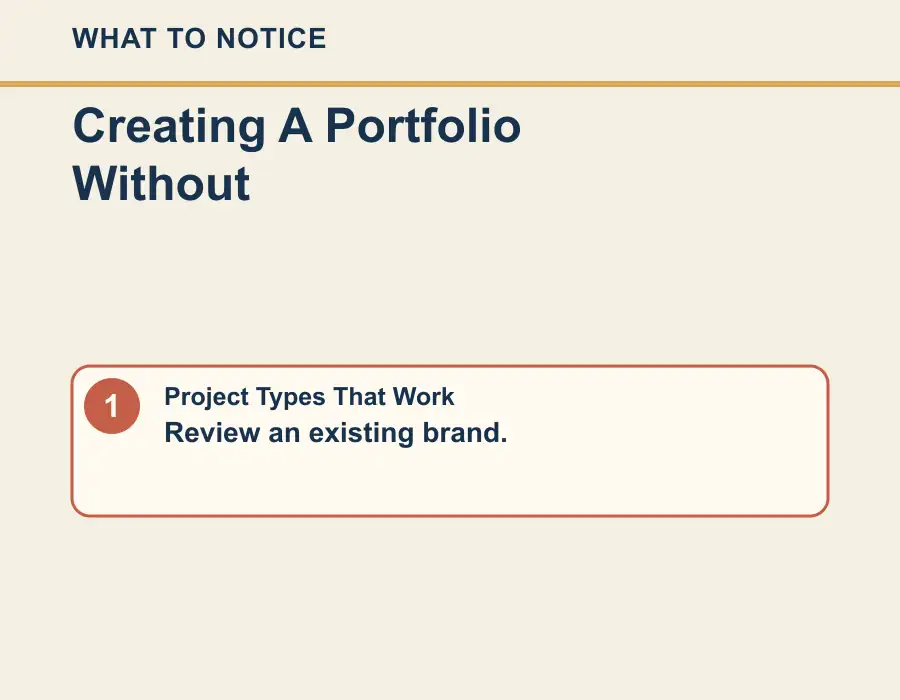 WHAT TO NOTICE
Creating A Portfolio
Without
1
Project Types That Work
Review an existing brand.